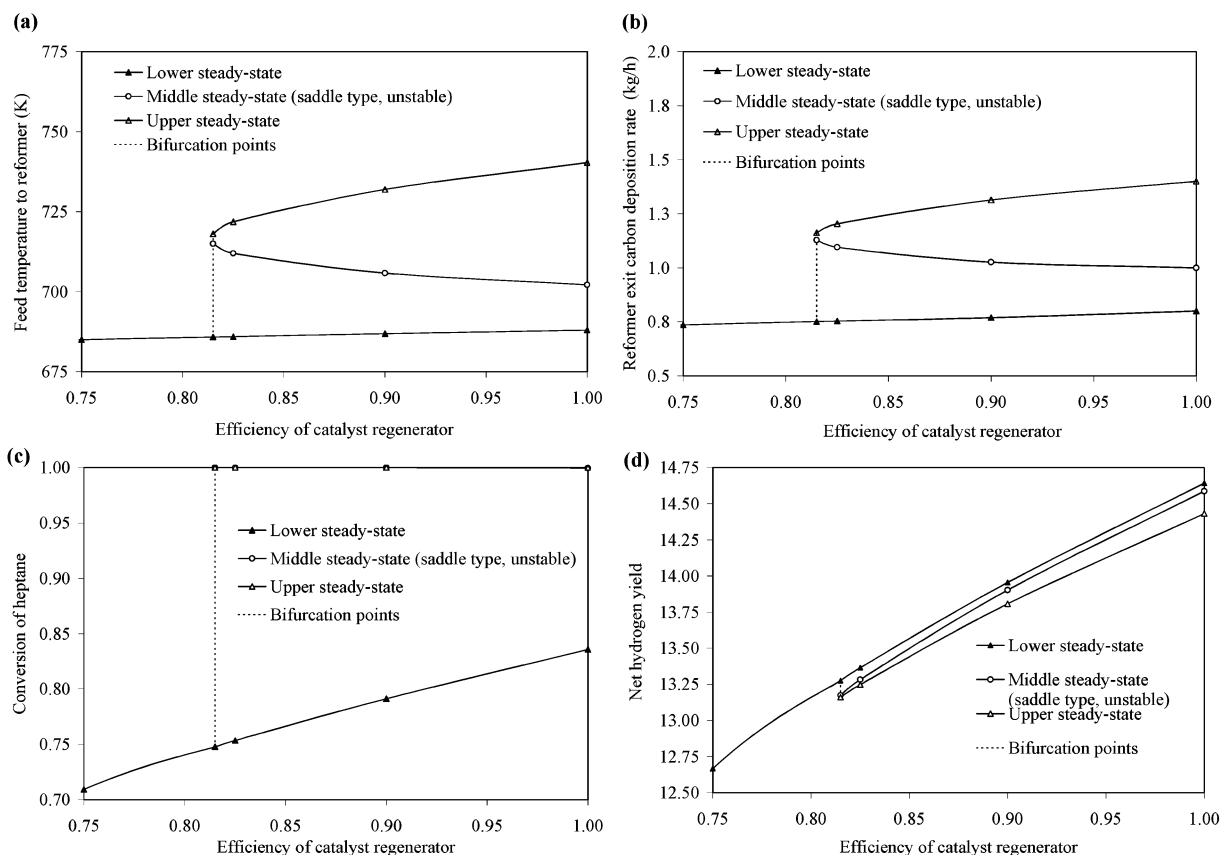 (a)
775
750
725
700
675
0.75 0.80 0.85 0.90 0.95 1.00
Feed temperature to reformer (K)
Efficiency of catalyst regenerator
Lower steady-state
Middle steady-state (saddle type, unstable)
Upper steady-state
Bifurcation points
(b)
2.0
1.8
1.5
1.3
1.0
0.8
0.5
0.75 0.80 0.85 0.90 0.95 1.00
Reformer exit carbon deposition rate (kg/h)
Efficiency of catalyst regenerator
Lower steady-state
Middle steady-state (saddle type, unstable)
Upper steady-state
Bifurcation points
(c)
1.00
0.95
0.90
0.85
0.80
0.75
0.70
0.75 0.80 0.85 0.90 0.95 1.00
Conversion of heptane
Efficiency of catalyst regenerator
Lower steady-state
Middle steady-state (saddle type, unstable)
Upper steady-state
Bifurcation points
(d)
14.75
14.50
14.25
14.00
13.75
13.50
13.25
13.00
12.75
12.50
0.75 0.80 0.85 0.90 0.95 1.00
Net hydrogen yield
Efficiency of catalyst regenerator
Lower steady-state
Middle steady-state
(saddle type, unstable)
Upper steady-state
Bifurcation points